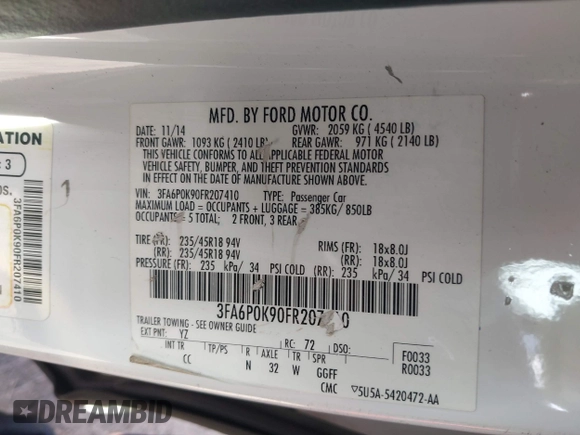 MFD. BY FORD MOTOR CO.
DATE: 11/14 GVWR: 2059 KG ( 4540 LB)
FRONT GAWR: 1093 KG ( 2410 LB) REAR GAWR: 971 KG ( 2140 LB)
THIS VEHICLE CONFORMS TO ALL APPLICABLE FEDERAL MOTOR
VEHICLE SAFETY, BUMPER, AND THEFT PREVENTION STANDARDS
IN EFFECT ON THE DATE OF MANUFACTURE SHOWN ABOVE
VIN: 3FA6P0K90FR207410 TYPE: Passenger Car
MAXIMUM LOAD = OCCUPANTS + LUGGAGE = 385KG/ 850LB
OCCUPANTS = 5 TOTAL; 2 FRONT, 3 REAR
TIRE (FR): 235/45R18 94V RIMS (FR): 18x8.0J
(RR): 235/45R18 94V (RR): 18x8.0J
PRESSURE (FR): 235 kPa/ 34 PSI COLD (RR): 235 kPa/ 34 PSI COLD
3FA6P0K90FR207410
TRAILER TOWING - SEE OWNER GUIDE
EXT PNT: YZ RC: 72 DSO: F0033
R0033
INT TR TP/PS R AXLE TR SPR
CC N 32 W GGFF
CMC 5U5A-5420472-AA
ATION
: 3
OS.
3FA6P0K90FR207410
DREAMBID